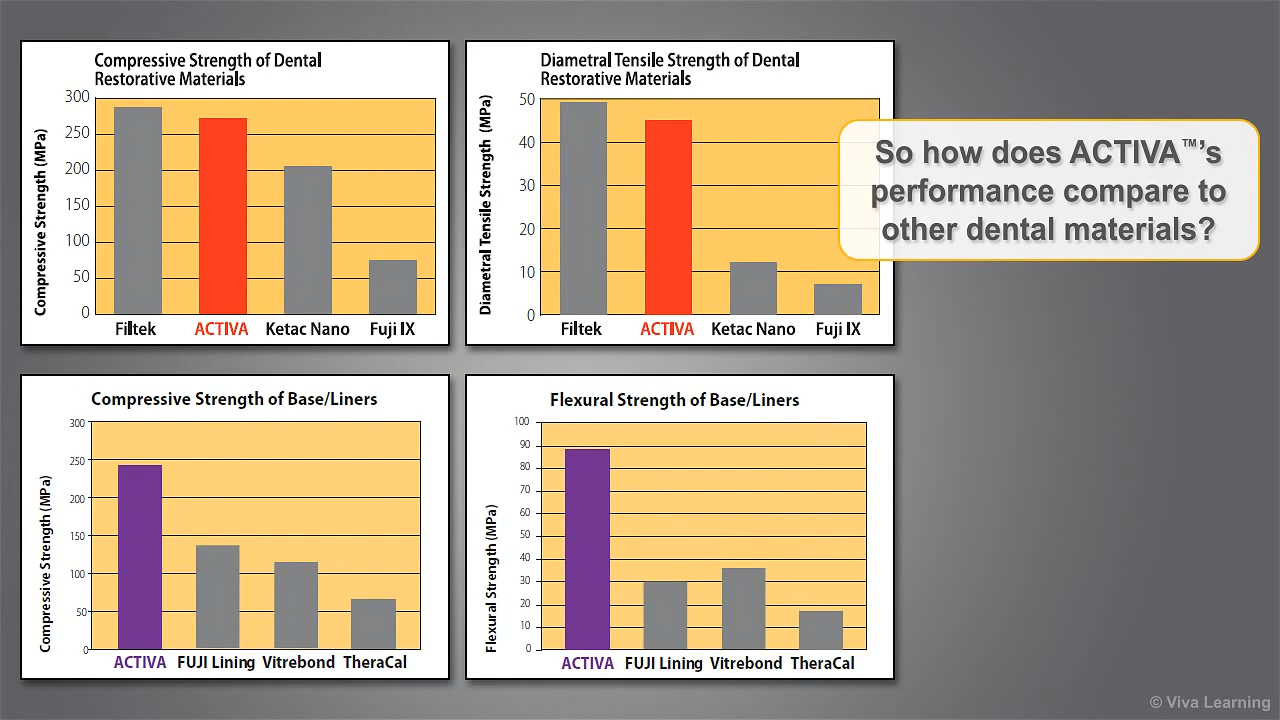 Compressive Strength of Dental
Restorative Materials
Compressive Strength (MPa)
300
250
200
150
100
50
0
Filtek ACTIVA Ketac Nano Fuji IX
Diametral Tensile Strength of Dental
Restorative Materials
Diametral Tensile Strength (MPa)
50
40
30
20
10
0
Filtek ACTIVA Ketac Nano Fuji IX
So how does ACTIVA™’s
performance compare to
other dental materials?
Compressive Strength of Base/Liners
Compressive Strength (MPa)
300
250
200
150
100
50
0
ACTIVA FUJI Lining Vitrebond TheraCal
Flexural Strength of Base/Liners
Flexural Strength (MPa)
100
90
80
70
60
50
40
30
20
10
0
ACTIVA FUJI Lining Vitrebond TheraCal
© Viva Learning